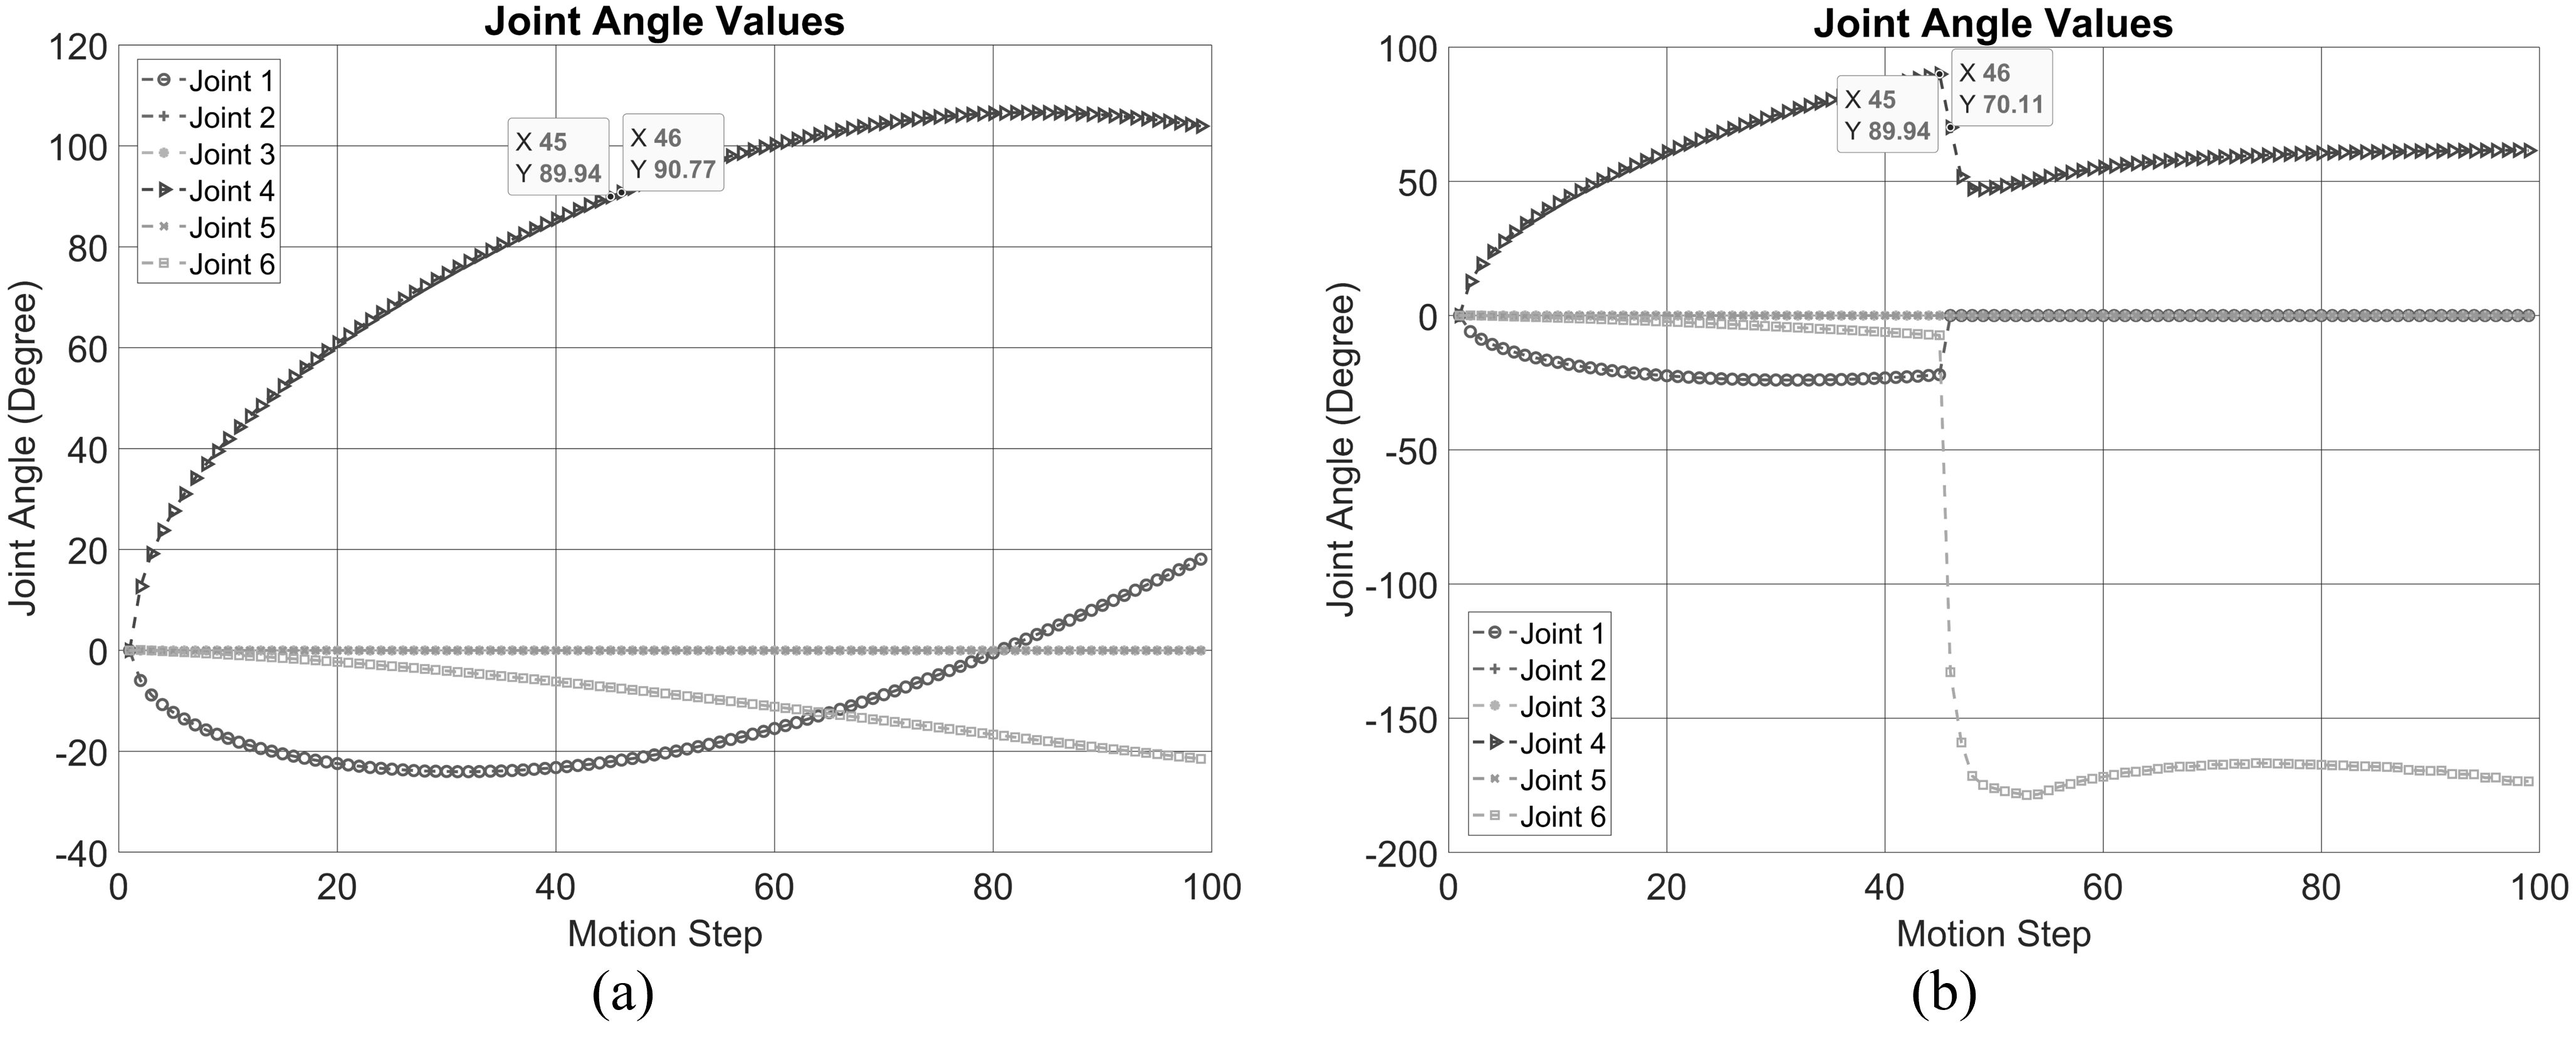 Joint Angle Values
120
100
80
60
40
20
0
-20
-40
Joint Angle (Degree)
Joint 1
Joint 2
Joint 3
Joint 4
Joint 5
Joint 6
X 45
Y 89.94
X 46
Y 90.77
0 20 40 60 80 100
Motion Step
(a)
Joint Angle Values
100
50
0
-50
-100
-150
-200
Joint Angle (Degree)
X 45
Y 89.94
X 46
Y 70.11
Joint 1
Joint 2
Joint 3
Joint 4
Joint 5
Joint 6
0 20 40 60 80 100
Motion Step
(b)